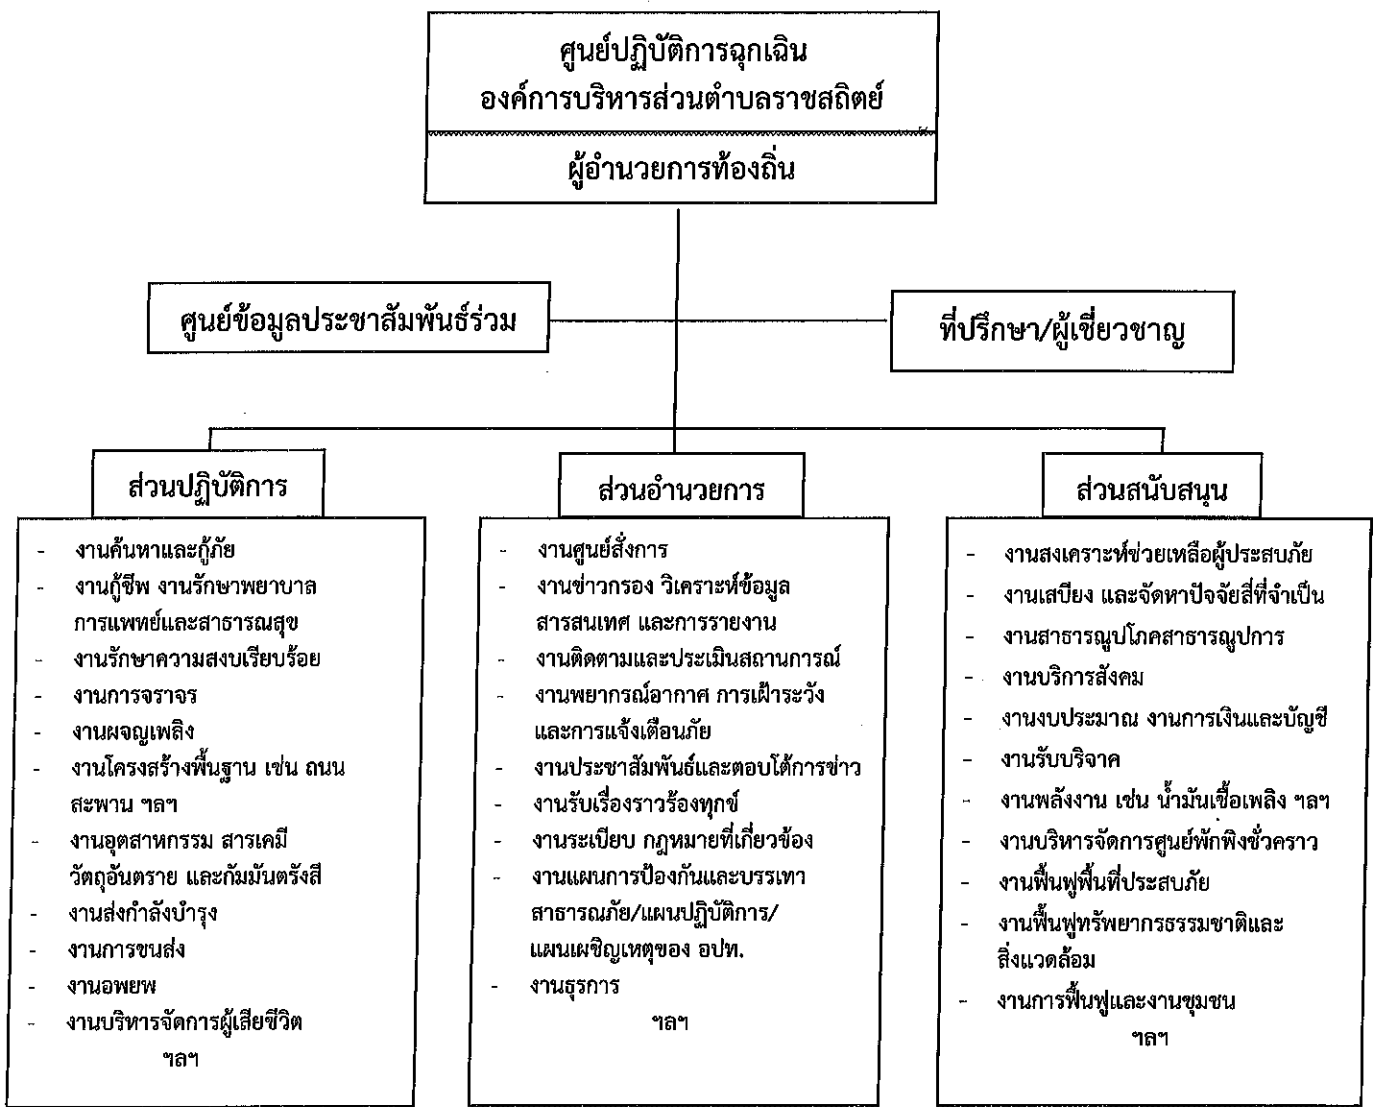 ศูนย์ปฏิบัติการฉุกเฉิน
องค์การบริหารส่วนตำบลราชสถิตย์
ผู้อำนวยการท้องถิ่น
ศูนย์ข้อมูลประชาสัมพันธ์ร่วม
ที่ปรึกษา/ผู้เชี่ยวชาญ
ส่วนปฏิบัติการ
- งานค้นหาและกู้ภัย
- งานกู้ชีพ งานรักษาพยาบาล
การแพทย์และสาธารณสุข
- งานรักษาความสงบเรียบร้อย
- งานการจราจร
- งานผจญเพลิง
- งานโครงสร้างพื้นฐาน เช่น ถนน
สะพาน ฯลฯ
- งานอุตสาหกรรม สารเคมี
วัตถุอันตราย และกัมมันตรังสี
- งานส่งกำลังบำรุง
- งานการขนส่ง
- งานอพยพ
- งานบริหารจัดการผู้เสียชีวิต
ฯลฯ
ส่วนอำนวยการ
- งานศูนย์สั่งการ
- งานข่าวกรอง วิเคราะห์ข้อมูล
สารสนเทศ และการรายงาน
- งานติดตามและประเมินสถานการณ์
- งานพยากรณ์อากาศ การเฝ้าระวัง
และการแจ้งเตือนภัย
- งานประชาสัมพันธ์และตอบโต้การข่าว
- งานรับเรื่องราวร้องทุกข์
- งานระเบียบ กฎหมายที่เกี่ยวข้อง
- งานแผนการป้องกันและบรรเทา
สาธารณภัย/แผนปฏิบัติการ/
แผนเผชิญเหตุของ อปท.
- งานธุรการ
ฯลฯ
ส่วนสนับสนุน
- งานสงเคราะห์ช่วยเหลือผู้ประสบภัย
- งานเสบียง และจัดหาปัจจัยสี่ที่จำเป็น
- งานสาธารณูปโภคสาธารณูปการ
- งานบริการสังคม
- งานงบประมาณ งานการเงินและบัญชี
- งานรับบริจาค
- งานพลังงาน เช่น น้ำมันเชื้อเพลิง ฯลฯ
- งานบริหารจัดการศูนย์พักพิงชั่วคราว
- งานฟื้นฟูพื้นที่ประสบภัย
- งานฟื้นฟูทรัพยากรธรรมชาติและ
สิ่งแวดล้อม
- งานการฟื้นฟูและงานชุมชน
ฯลฯ